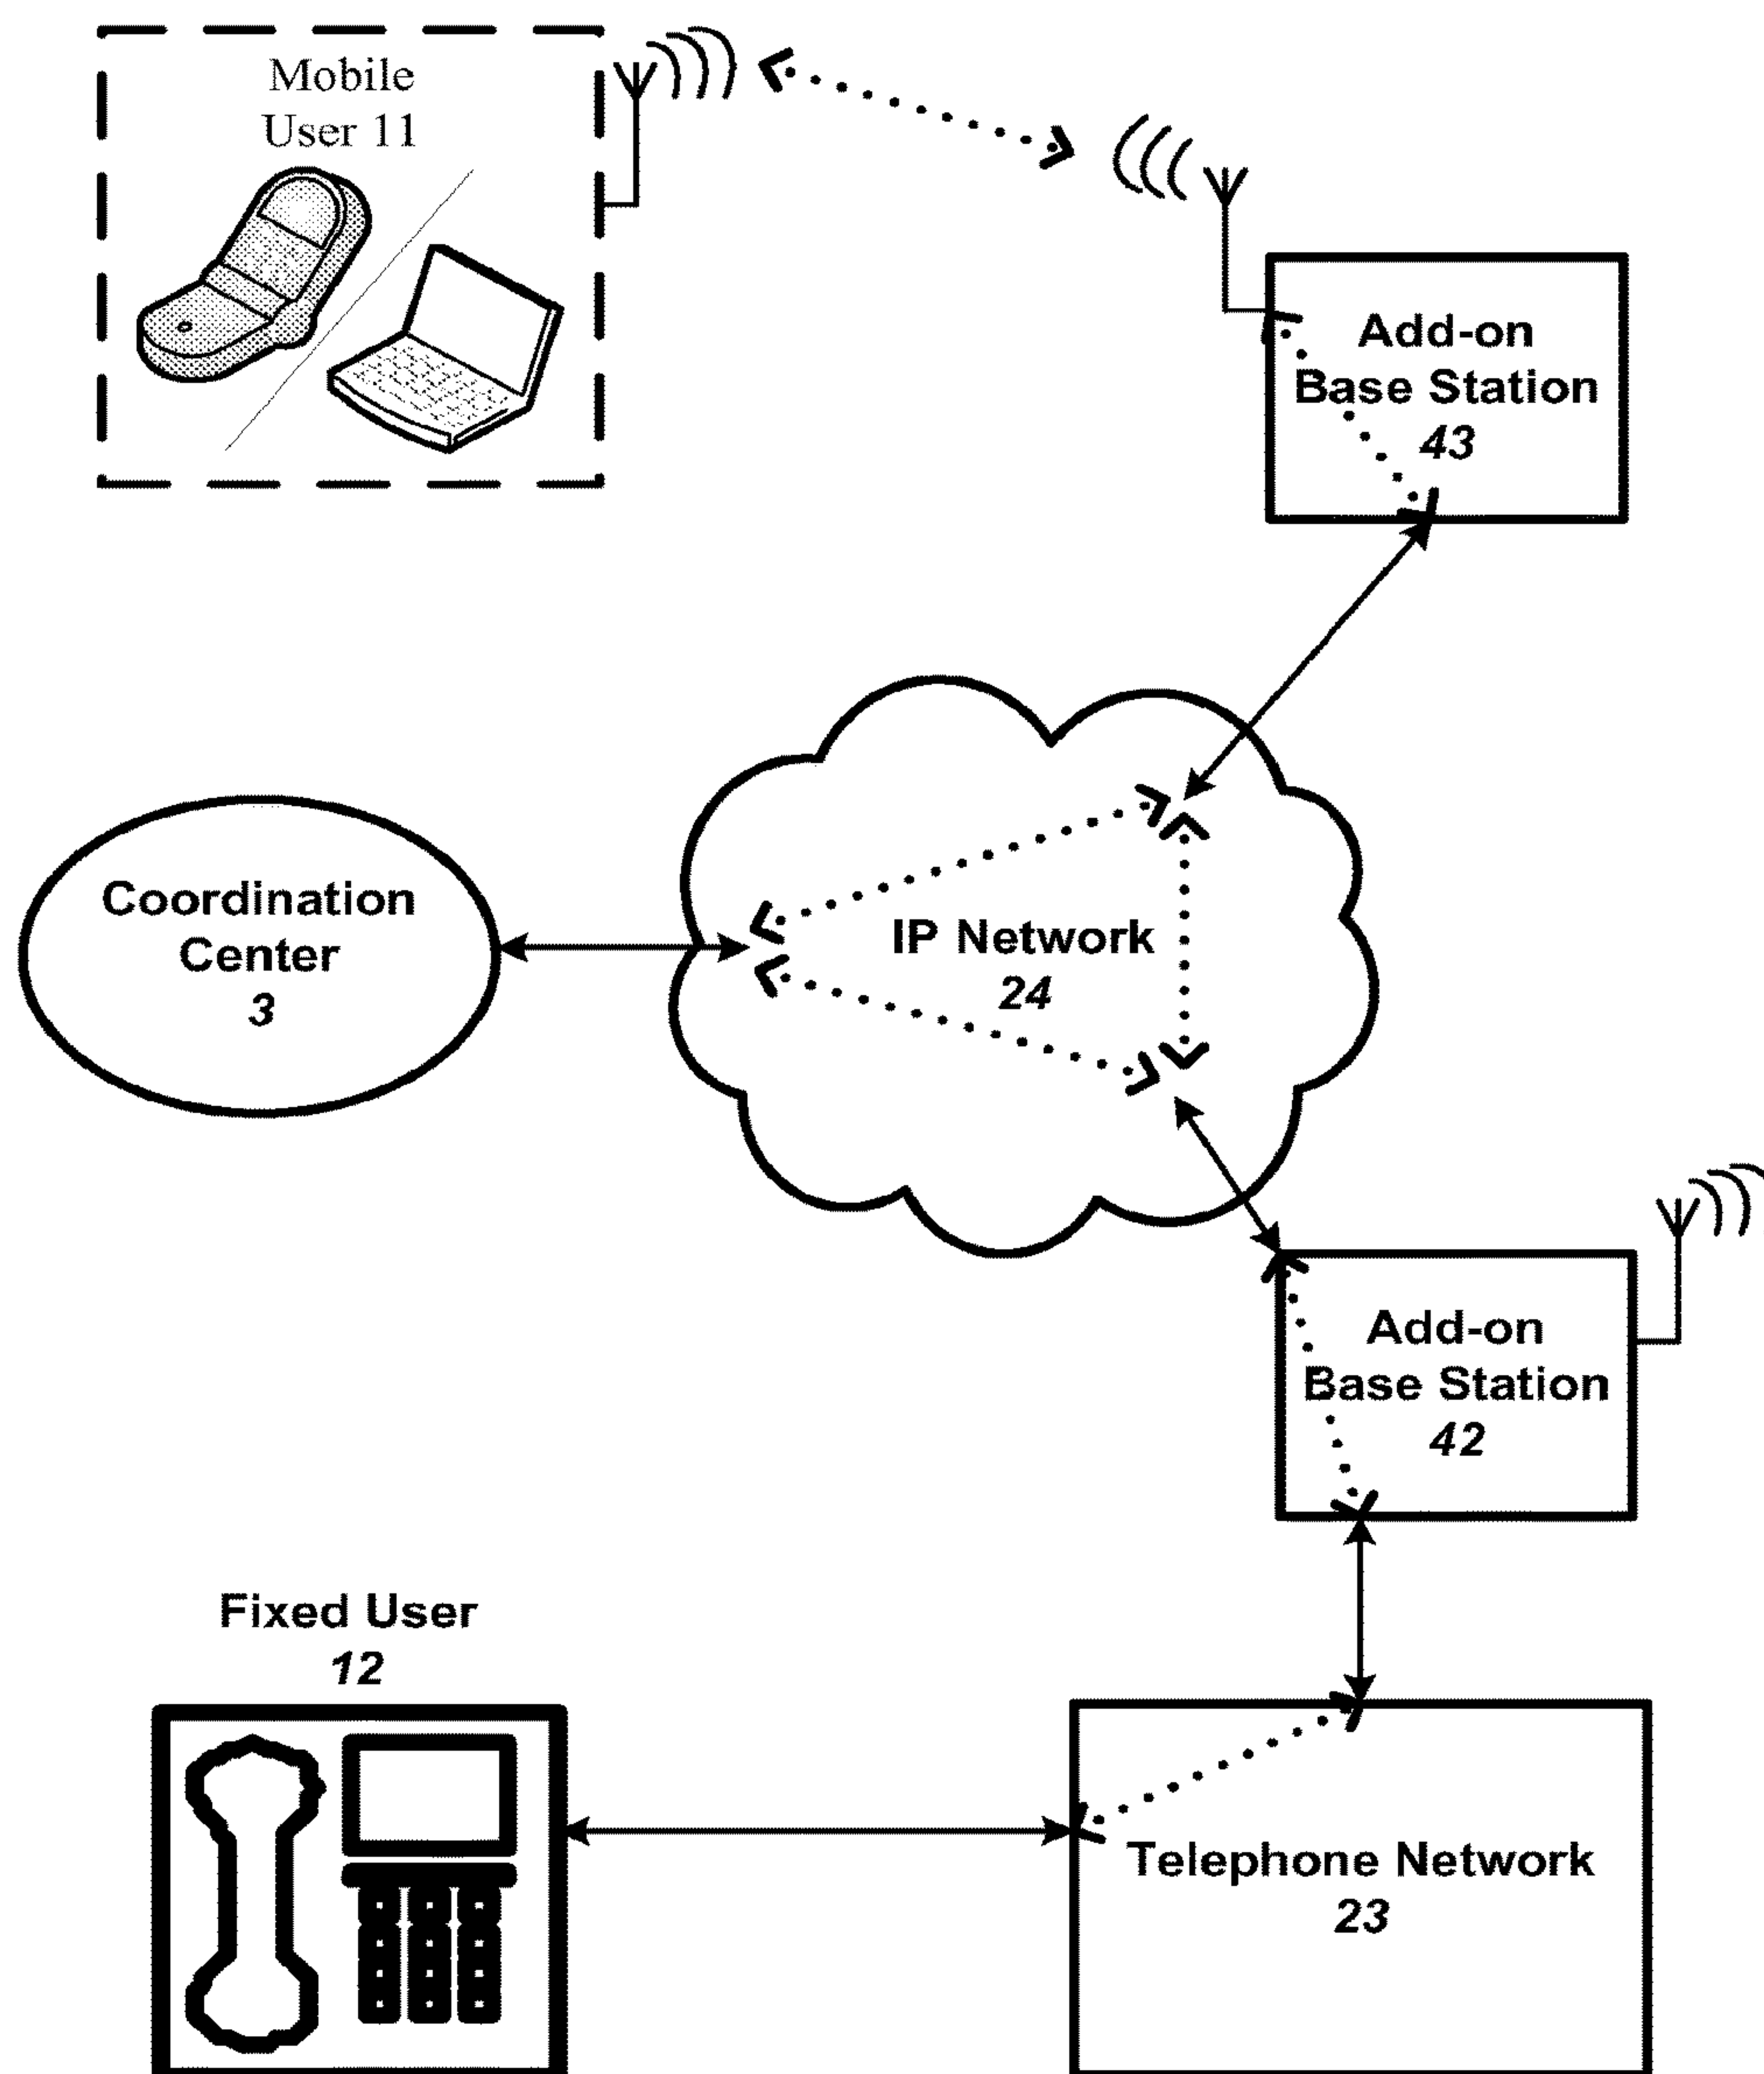 Mobile
User 11
Add-on
Base Station
43
Coordination
Center
3
IP Network
24
Add-on
Base Station
42
Fixed User
12
Telephone Network
23